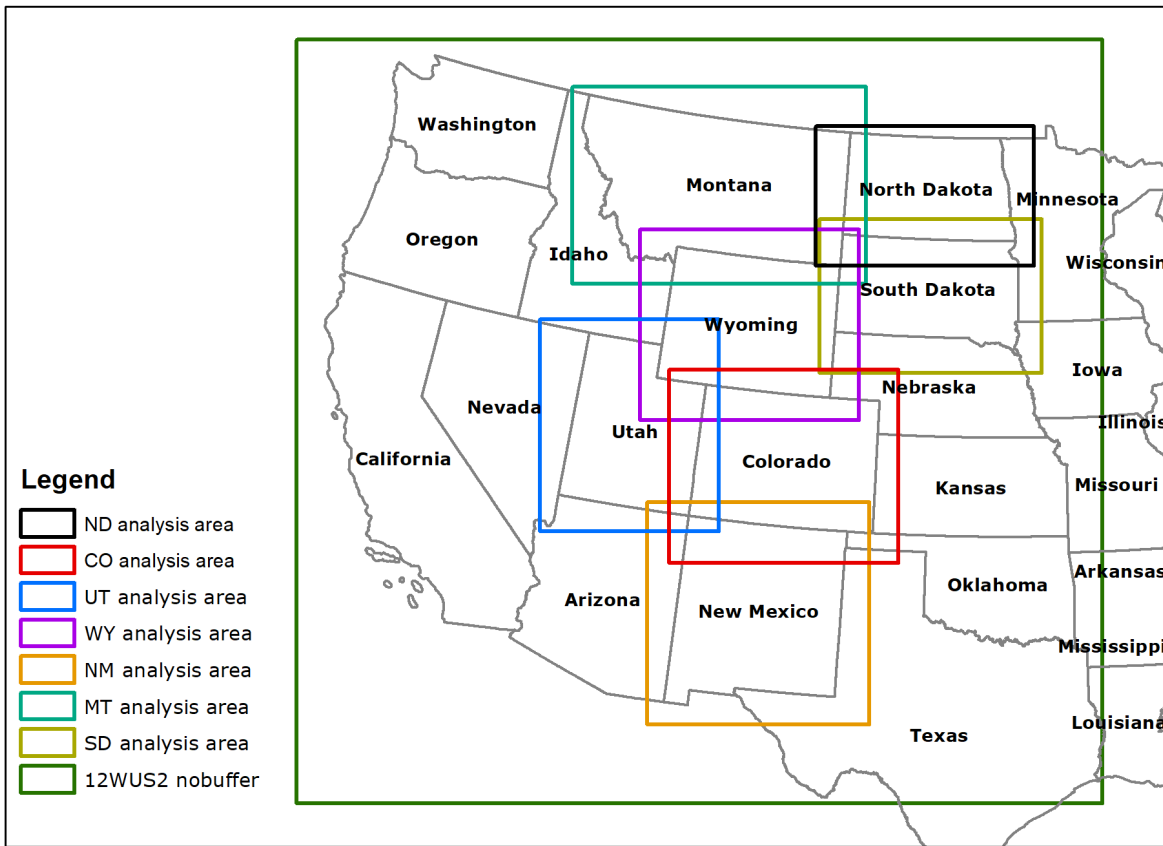 Washington
Montana
North Dakota
Minnesota
Oregon
Idaho
Wisconsin
South Dakota
Wyoming
Iowa
Nebraska
Nevada
Illinois
Utah
California
Colorado
Missouri
Kansas
Arkansas
Oklahoma
Arizona
New Mexico
Mississippi
Louisiana
Texas
Legend
ND analysis area
CO analysis area
UT analysis area
WY analysis area
NM analysis area
MT analysis area
SD analysis area
12WUS2 nobuffer